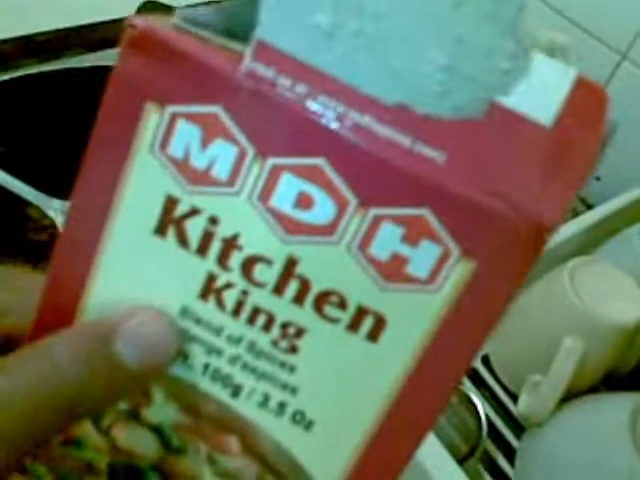 MDH
Kitchen
King
Blend of Spices
100g / 3.5 Oz